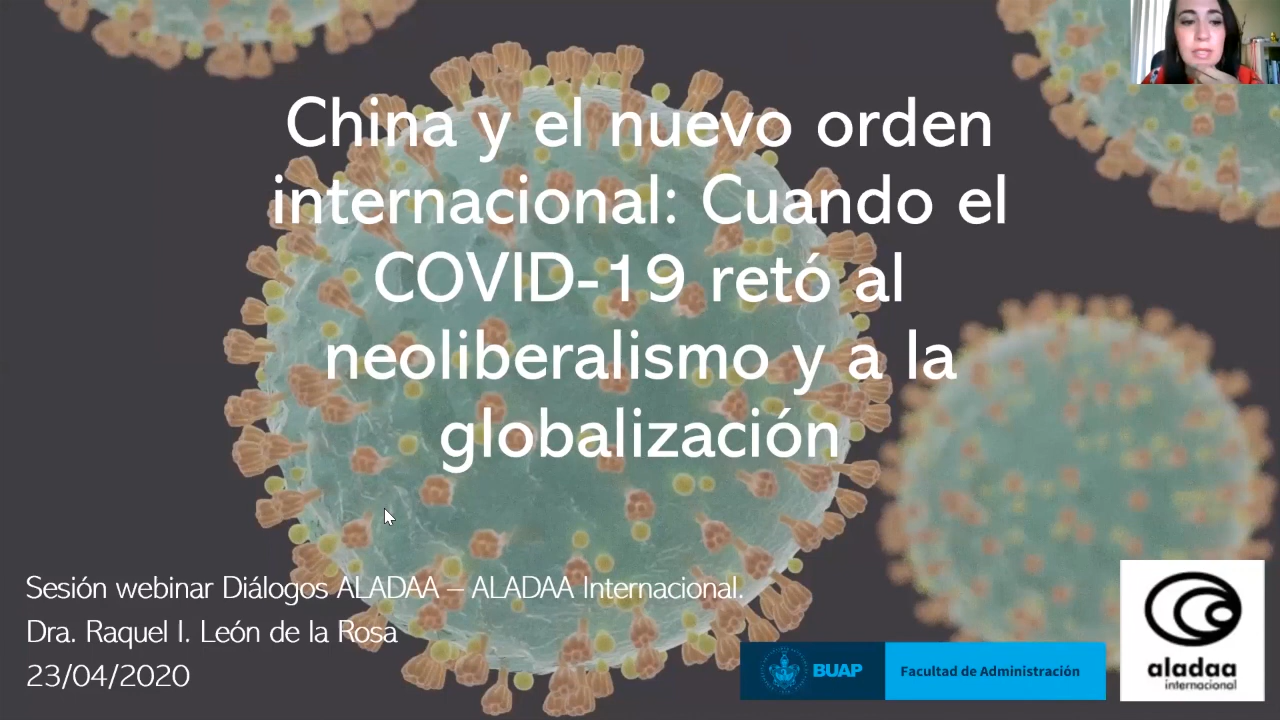 China y el nuevo orden
internacional: Cuando el
COVID-19 retó al
neoliberalismo y a la
globalización
Sesión webinar Diálogos ALADAA – ALADAA Internacional.
Dra. Raquel I. León de la Rosa
23/04/2020
BUAP
Facultad de Administración
aladaa
internacional